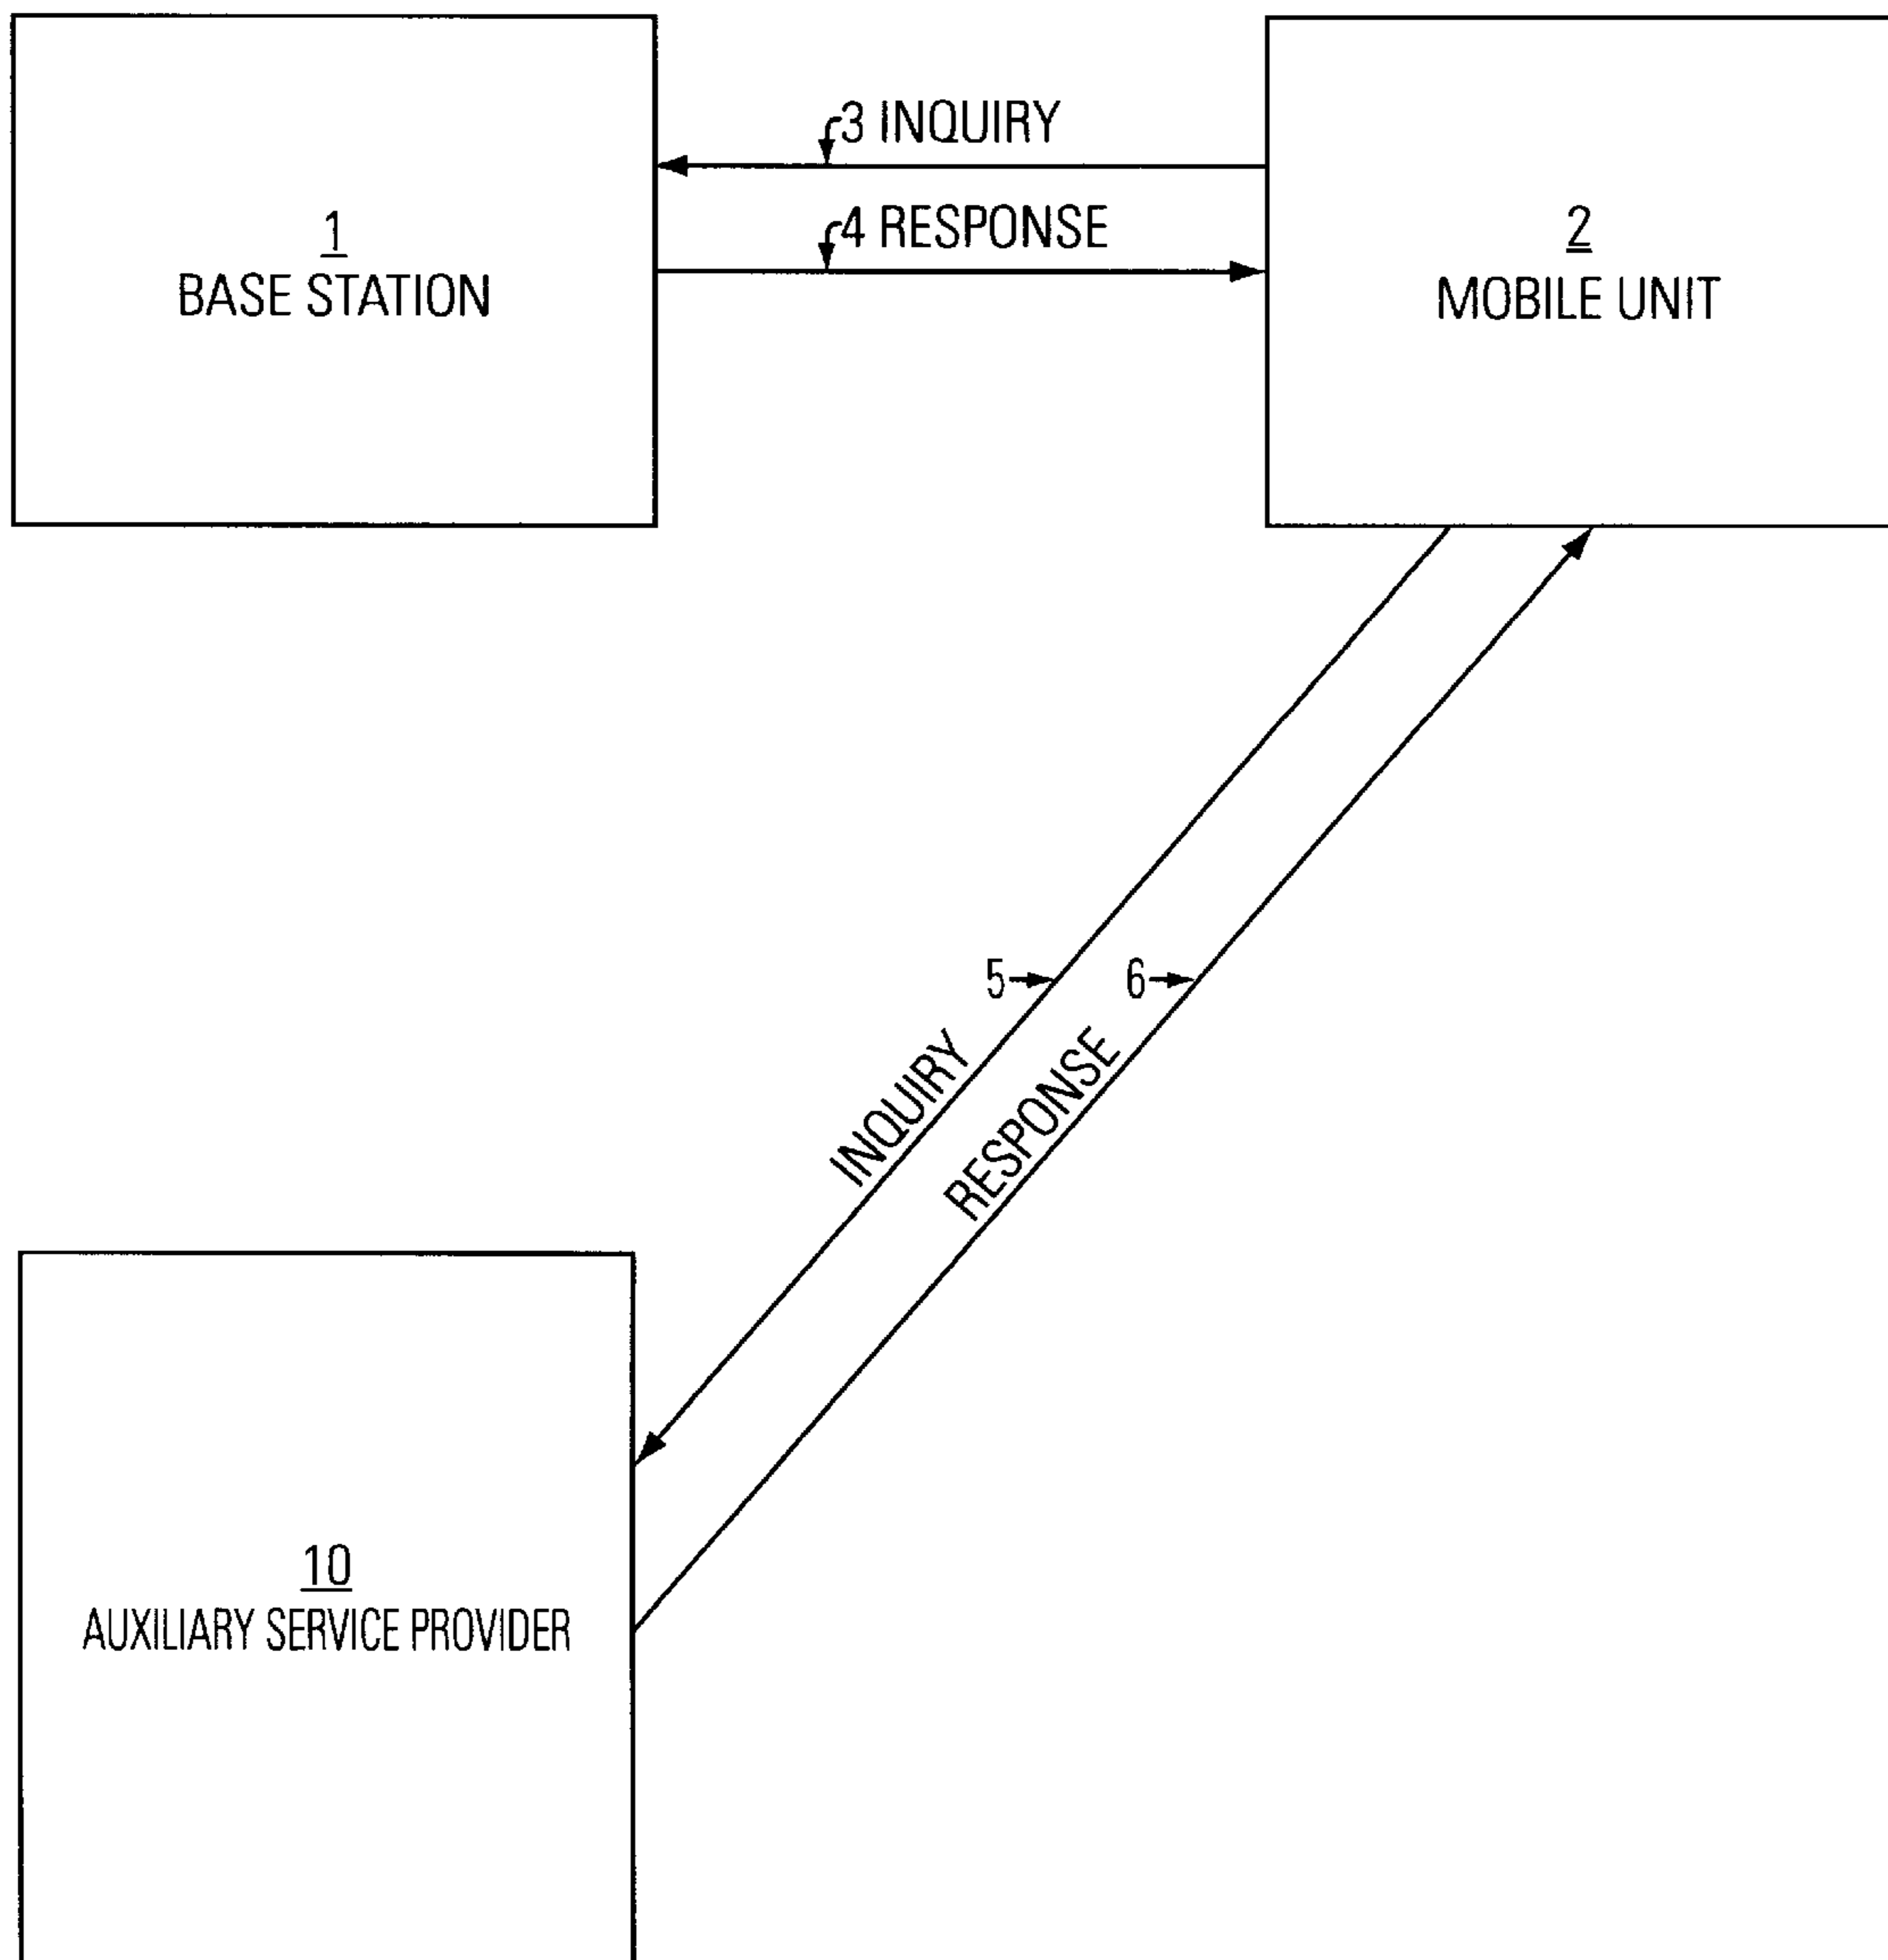 3 INQUIRY
4 RESPONSE
1
BASE STATION
2
MOBILE UNIT
5
6
INQUIRY
RESPONSE
10
AUXILIARY SERVICE PROVIDER